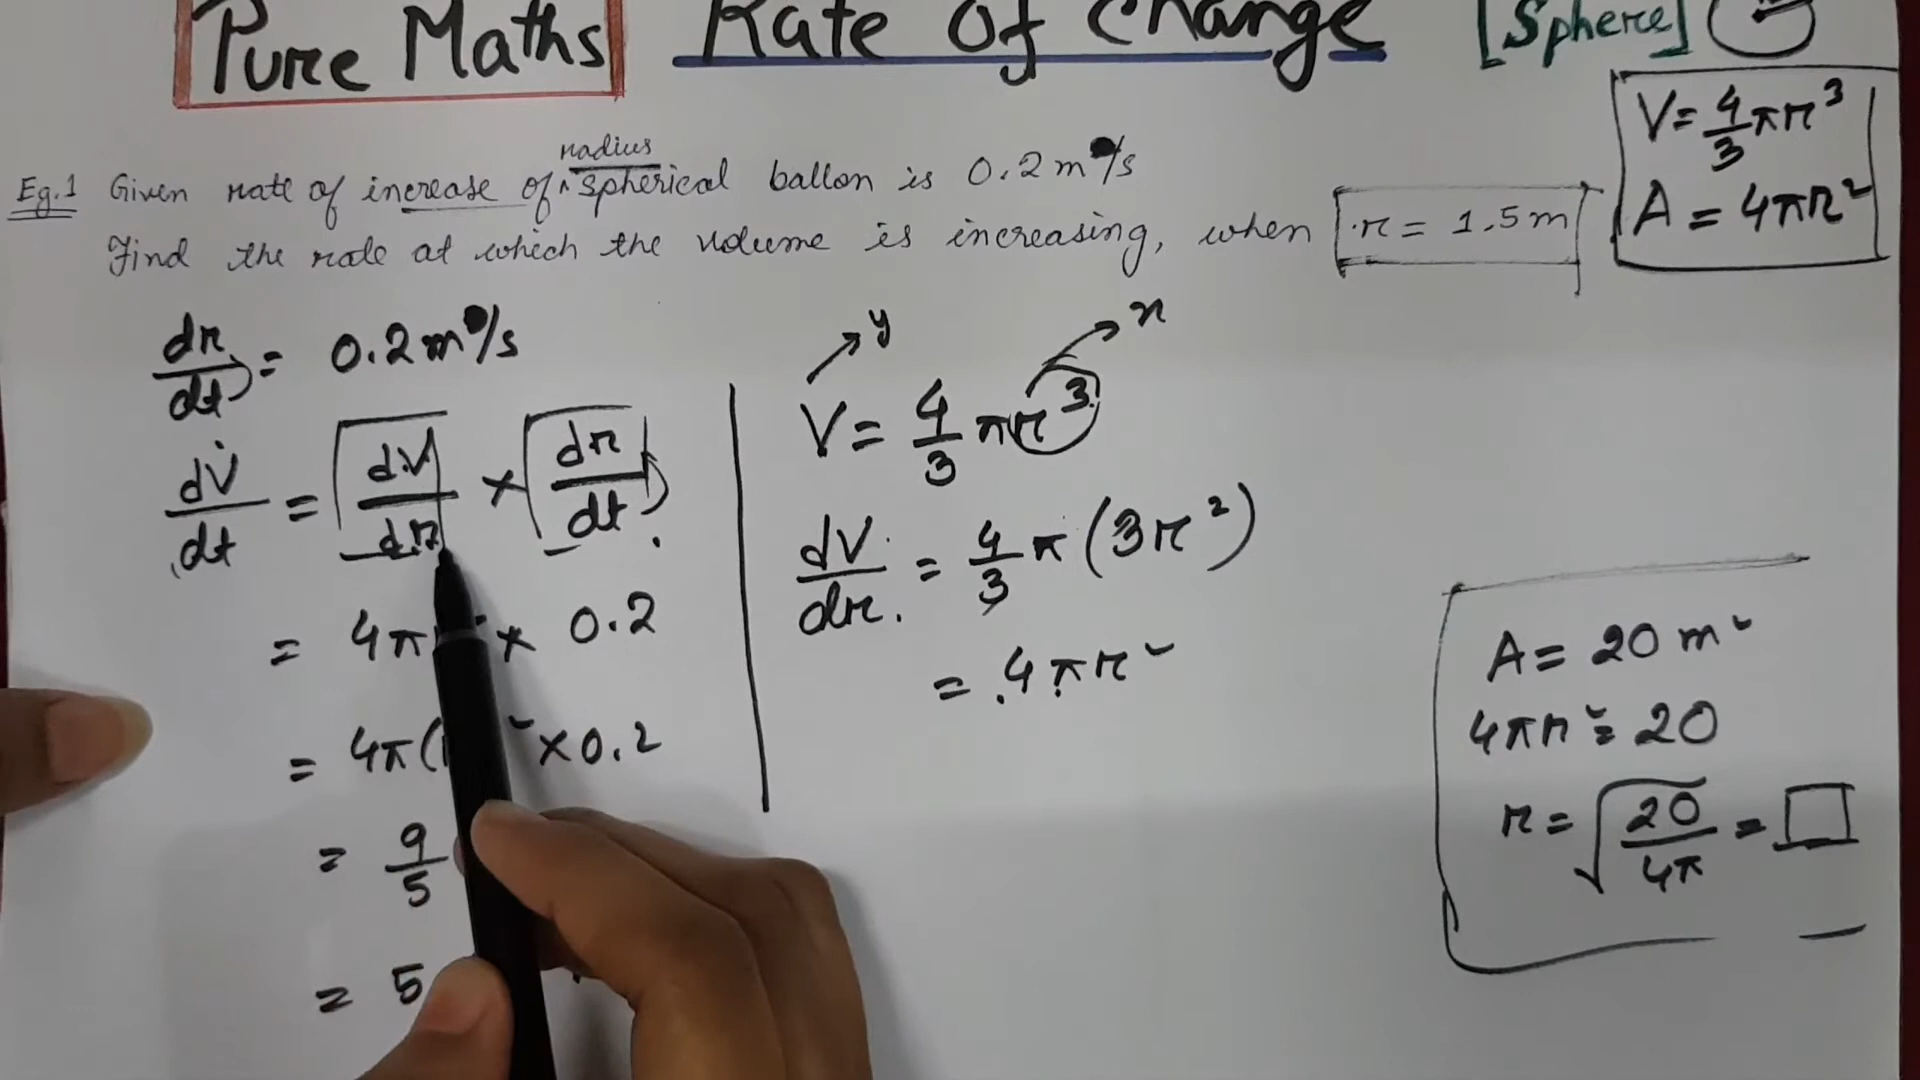 Pure Maths Rate Of Change [Sphere]
V = 4/3 πr³
A = 4πr²
radius
Eg.1 Given rate of increase of ^ spherical ballon is 0.2 m/s
Find the rate at which the volume is increasing, when r = 1.5 m
dr/dt = 0.2 m/s
dV/dt = dV/dr × dr/dt
= 4π × 0.2
= 4π( ² × 0.2
= 9/5
= 5
y x
V = 4/3 πr³
dV/dr = 4/3 π (3r²)
= 4πr²
A = 20 m²
4πr² = 20
r = √(20/4π) = □